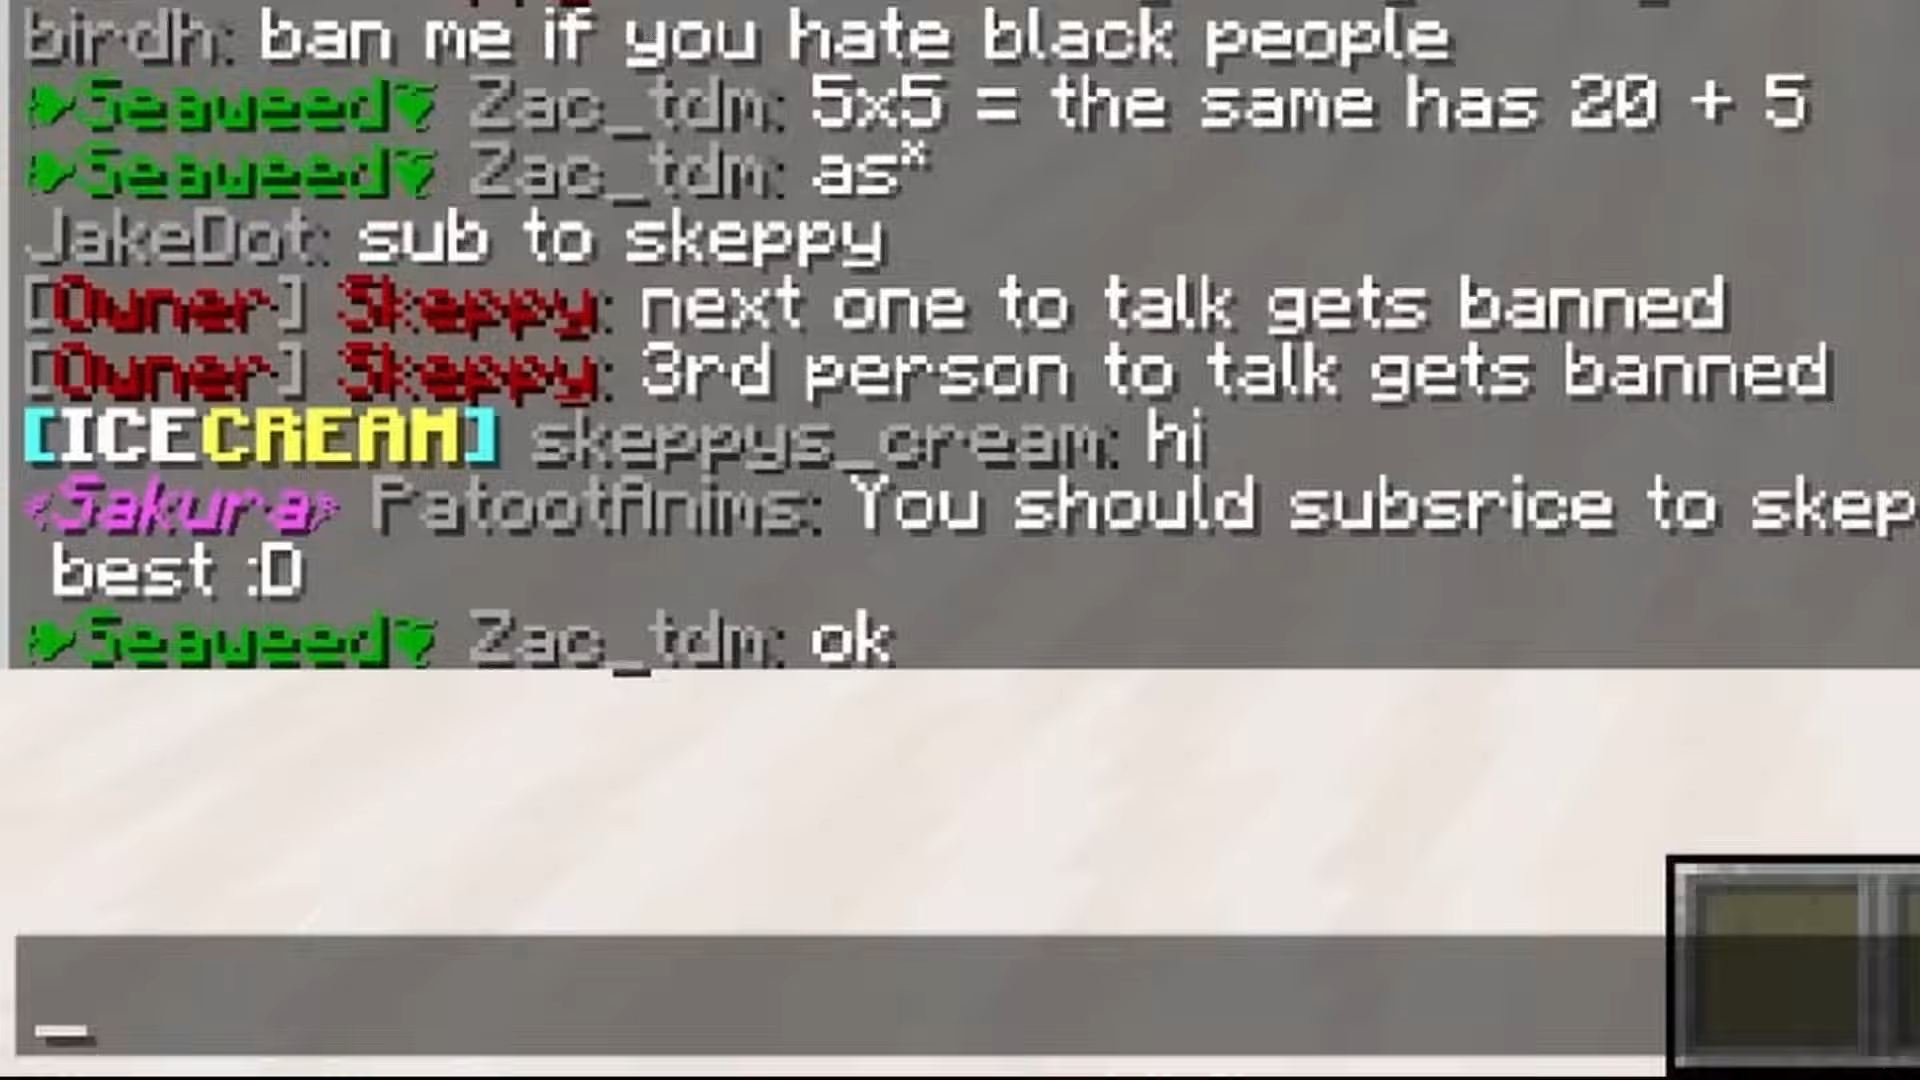 birdh: ban me if you hate black people
Seaweed Zac_tdm: 5x5 = the same has 20 + 5
Seaweed Zac_tdm: as*
JakeDot: sub to skeppy
[Owner] Skeppy: next one to talk gets banned
[Owner] Skeppy: 3rd person to talk gets banned
[ICECREAM] skeppys_cream: hi
<Sakura> PatootAnims: You should subsrice to skep
best :D
Seaweed Zac_tdm: ok